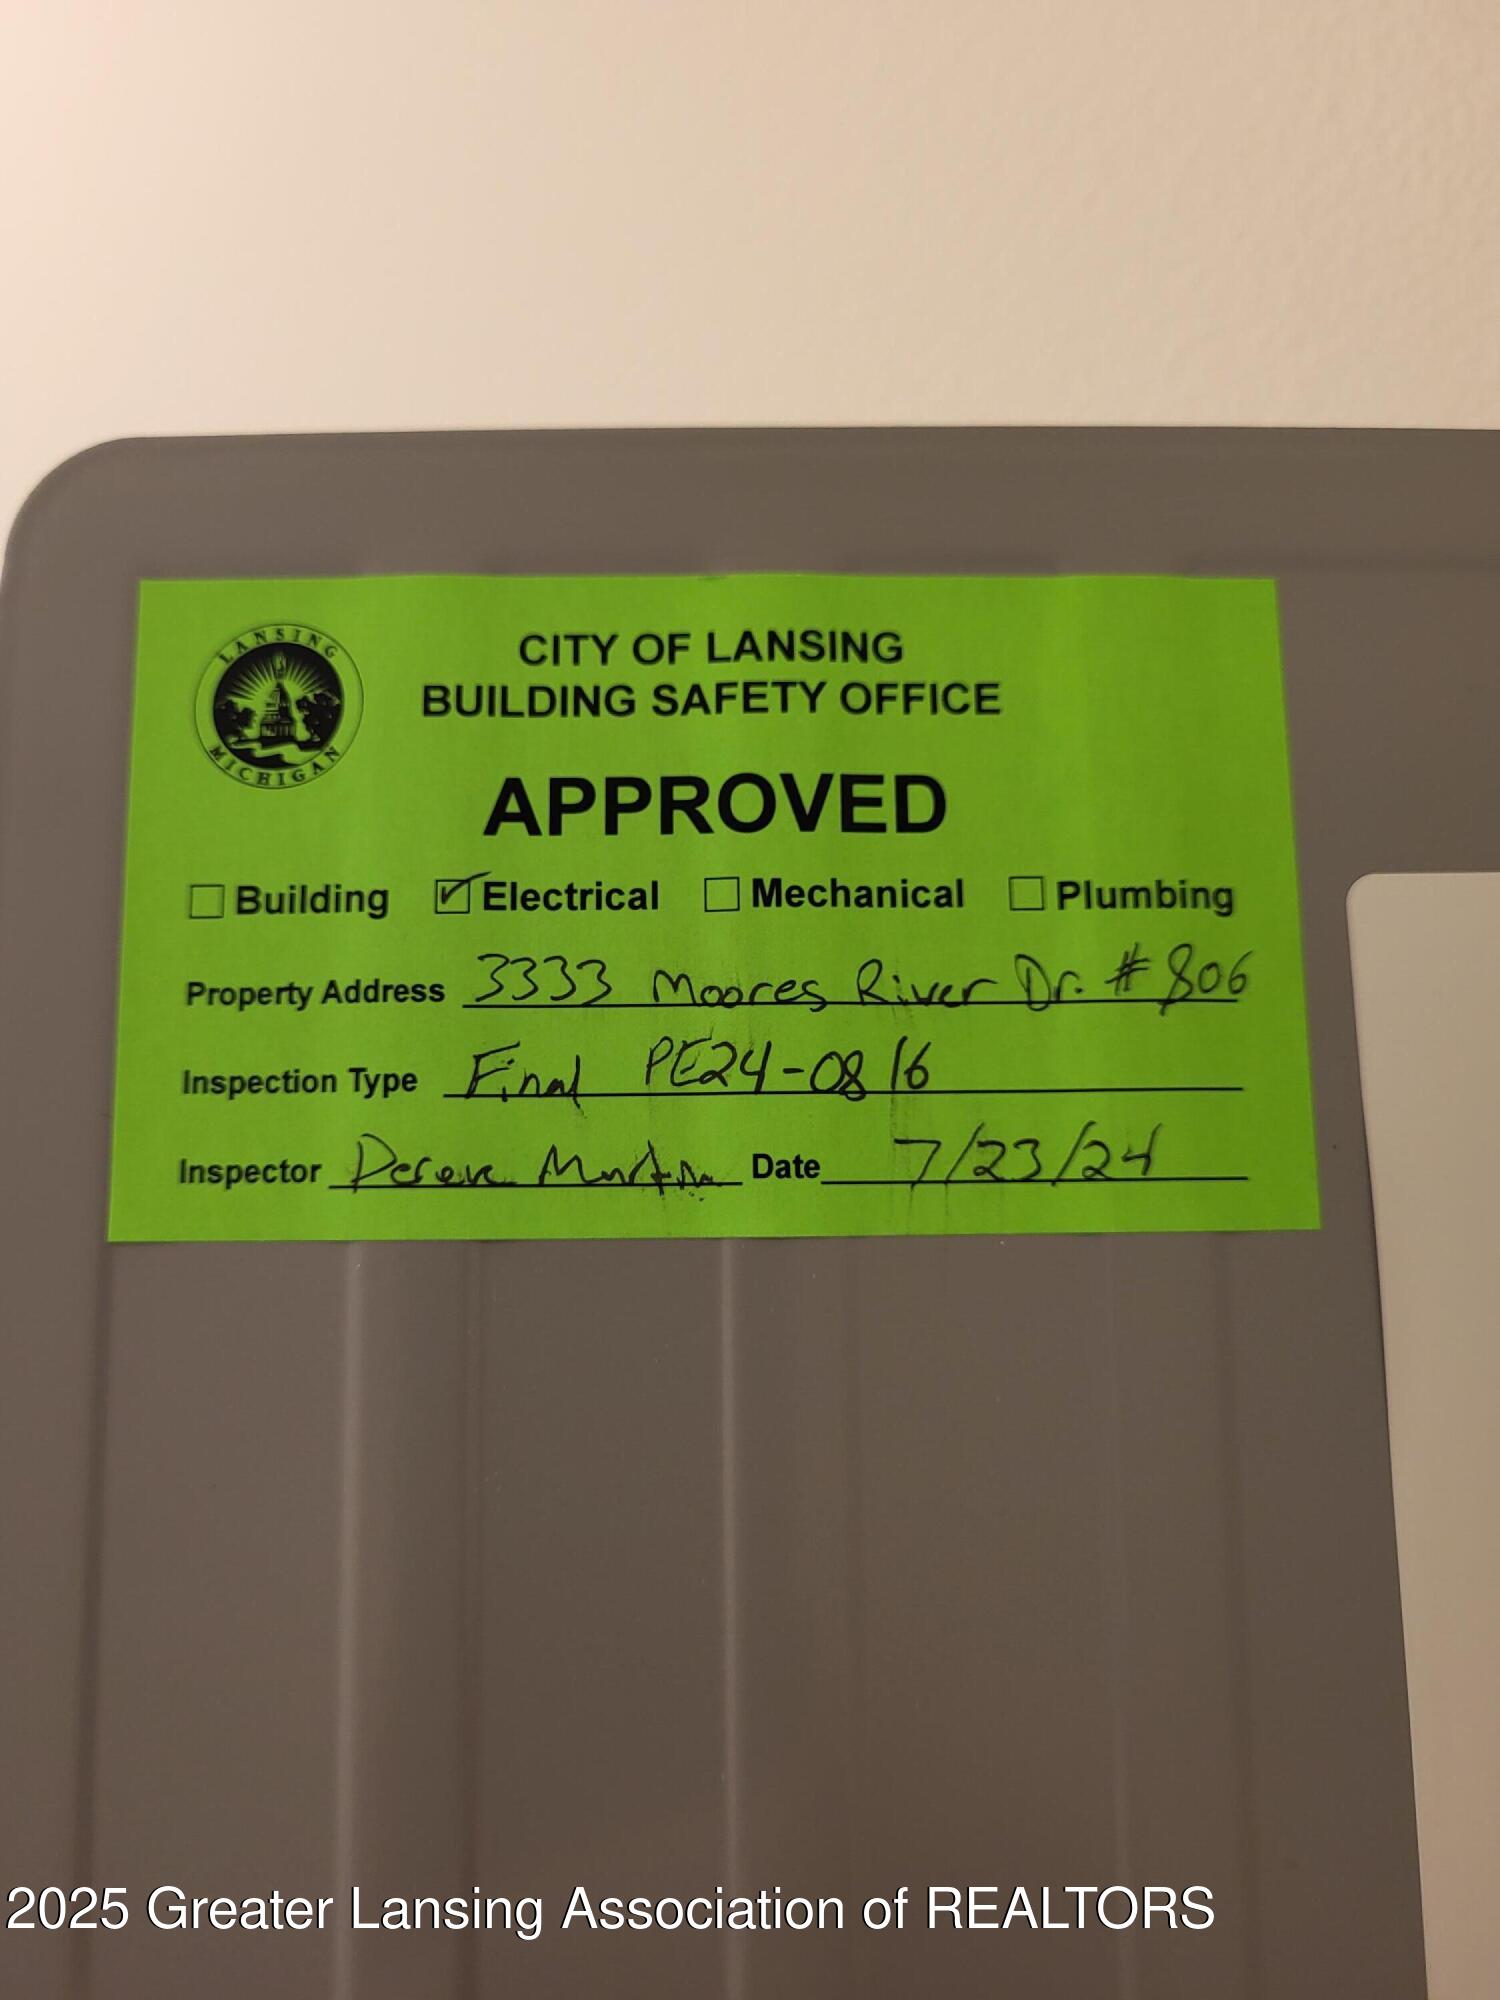 LANSING
MICHIGAN
CITY OF LANSING
BUILDING SAFETY OFFICE
APPROVED
Building Electrical Mechanical Plumbing
Property Address 3333 Moores River Dr. #806
Inspection Type Final PE24-0816
Inspector Date 7/23/24
2025 Greater Lansing Association of REALTORS